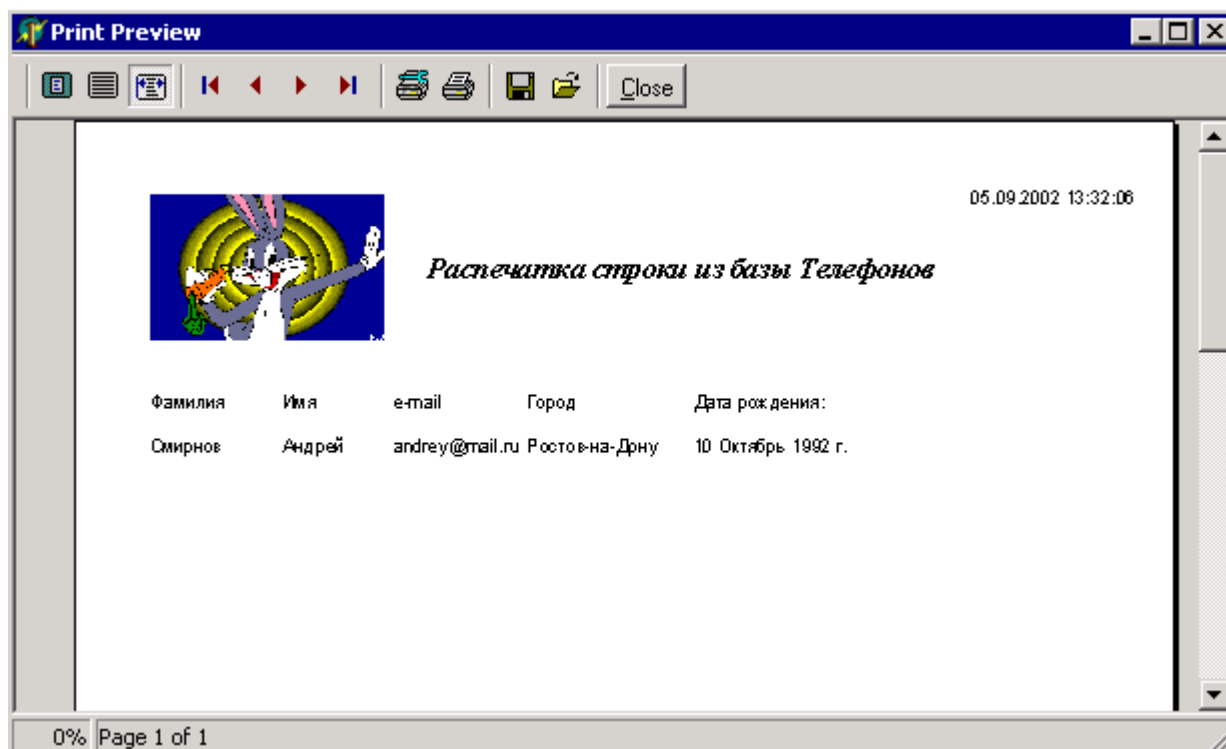 Print Preview
Close
05.09.2002 13:32:06
Распечатка строки из базы Телефонов
Фамилия Имя e-mail Город Дата рождения:
Смирнов Андрей andrey@mail.ru Ростов-на-Дону 10 Октябрь 1992 г.
0% Page 1 of 1